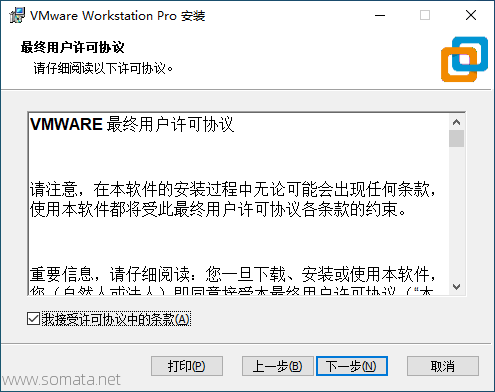 VMware Workstation Pro 安装
最终用户许可协议
请仔细阅读以下许可协议。
VMWARE 最终用户许可协议
请注意，在本软件的安装过程中无论可能会出现任何条款，
使用本软件都将受此最终用户许可协议各条款的约束。
重要信息，请仔细阅读：您一旦下载、安装或使用本软件，
您（自然人或法人）即同意接受本最终用户许可协议（“本
我接受许可协议中的条款(A)
打印(P)
上一步(B)
下一步(N)
取消
www.somata.net